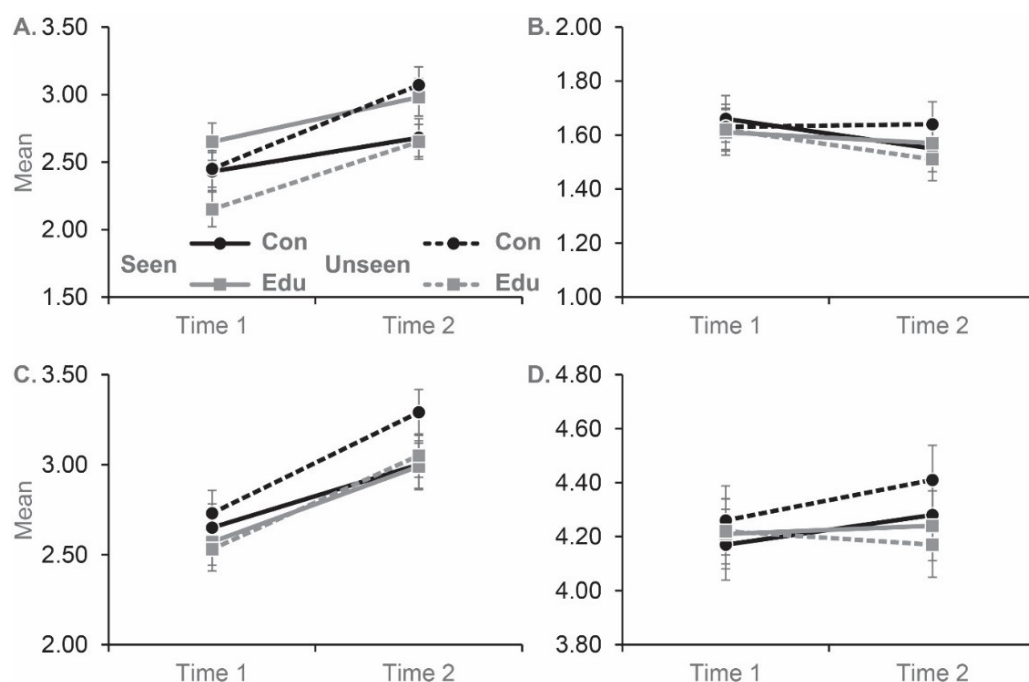 A. 3.50
3.00
2.50
2.00
1.50
Mean
Time 1 Time 2
Seen Con Unseen Con
Edu Edu
B. 2.00
1.80
1.60
1.40
1.20
1.00
Time 1 Time 2
C. 3.50
3.00
2.50
2.00
Mean
Time 1 Time 2
D. 4.80
4.60
4.40
4.20
4.00
3.80
Time 1 Time 2